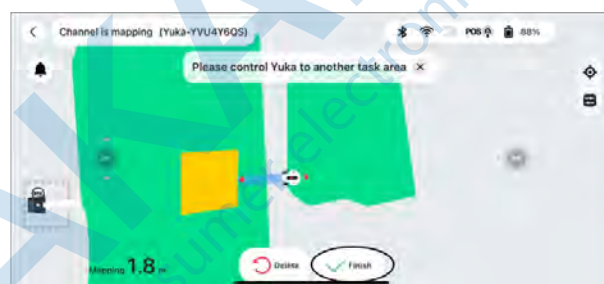 Channel is mapping (Yuka-YVU4Y6QS)
POS
88%
Please control Yuka to another task area ×
Mapping 1.8 m
Delete
Finish